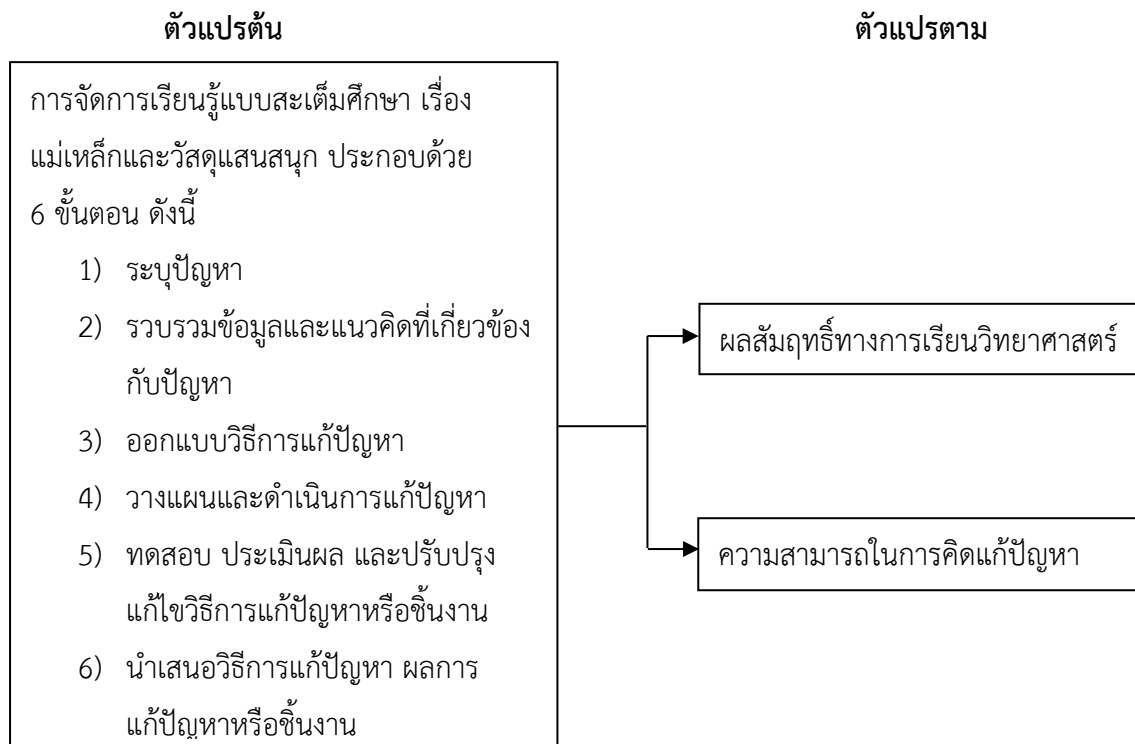 ตัวแปรต้น
ตัวแปรตาม
การจัดการเรียนรู้แบบสะเต็มศึกษา เรื่อง
แม่เหล็กและวัสดุแสนสนุก ประกอบด้วย
6 ขั้นตอน ดังนี้
1) ระบุปัญหา
2) รวบรวมข้อมูลและแนวคิดที่เกี่ยวข้อง
กับปัญหา
3) ออกแบบวิธีการแก้ปัญหา
4) วางแผนและดำเนินการแก้ปัญหา
5) ทดสอบ ประเมินผล และปรับปรุง
แก้ไขวิธีการแก้ปัญหาหรือชิ้นงาน
6) นำเสนอวิธีการแก้ปัญหา ผลการ
แก้ปัญหาหรือชิ้นงาน
ผลสัมฤทธิ์ทางการเรียนวิทยาศาสตร์
ความสามารถในการคิดแก้ปัญหา